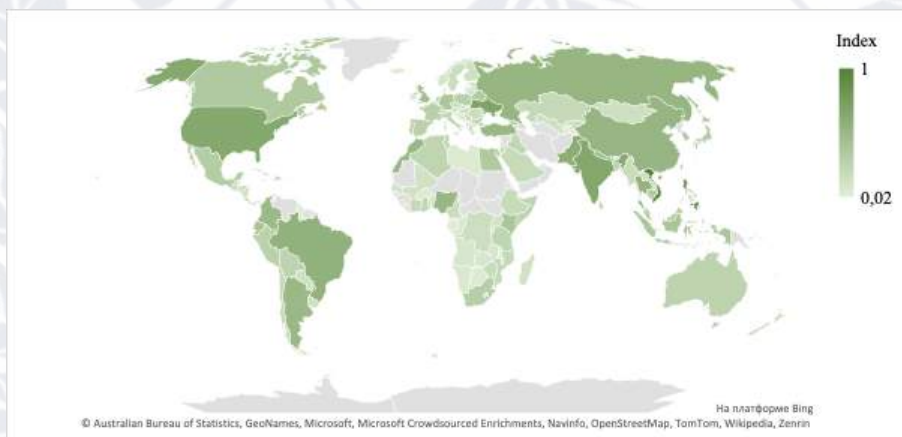 Index
1
0,02
На платформе Bing
© Australian Bureau of Statistics, GeoNames, Microsoft, Microsoft Crowdsourced Enrichments, Navinfo, OpenStreetMap, TomTom, Wikipedia, Zenrin